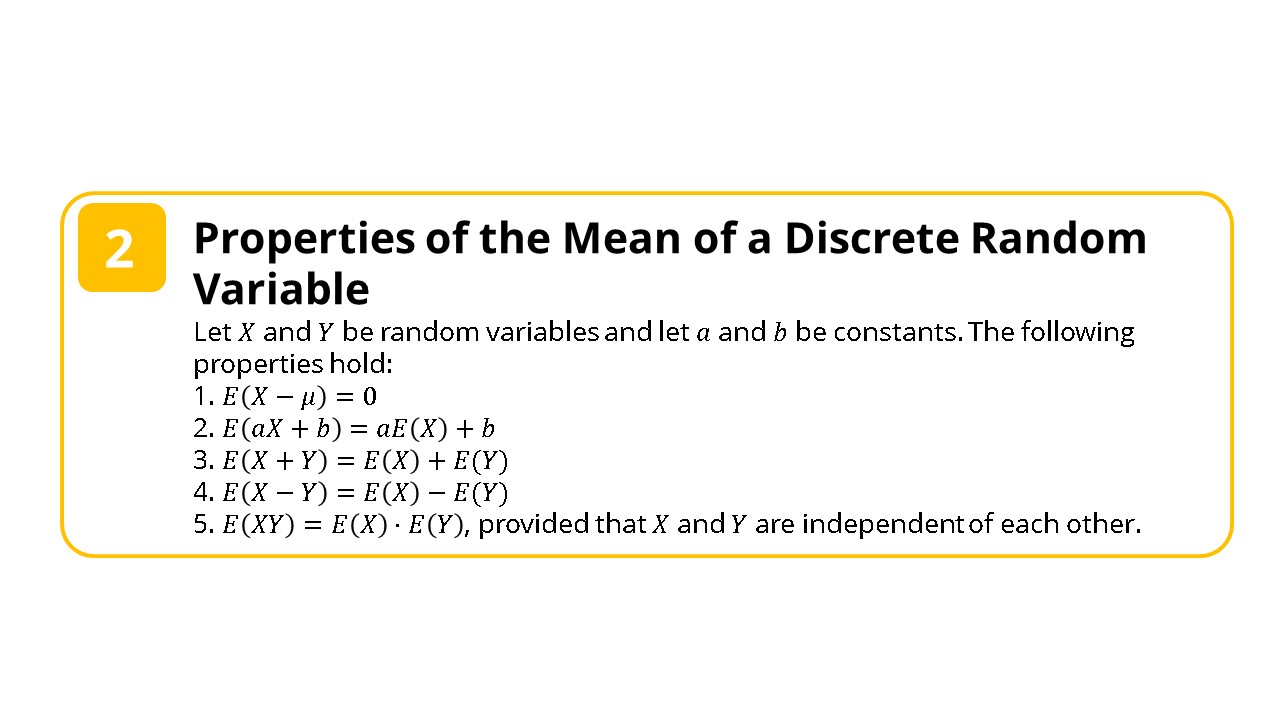 2
Properties of the Mean of a Discrete Random
Variable
Let X and Y be random variables and let a and b be constants. The following
properties hold:
1. E(X − μ) = 0
2. E(aX + b) = aE(X) + b
3. E(X + Y) = E(X) + E(Y)
4. E(X − Y) = E(X) − E(Y)
5. E(XY) = E(X) · E(Y), provided that X and Y are independent of each other.